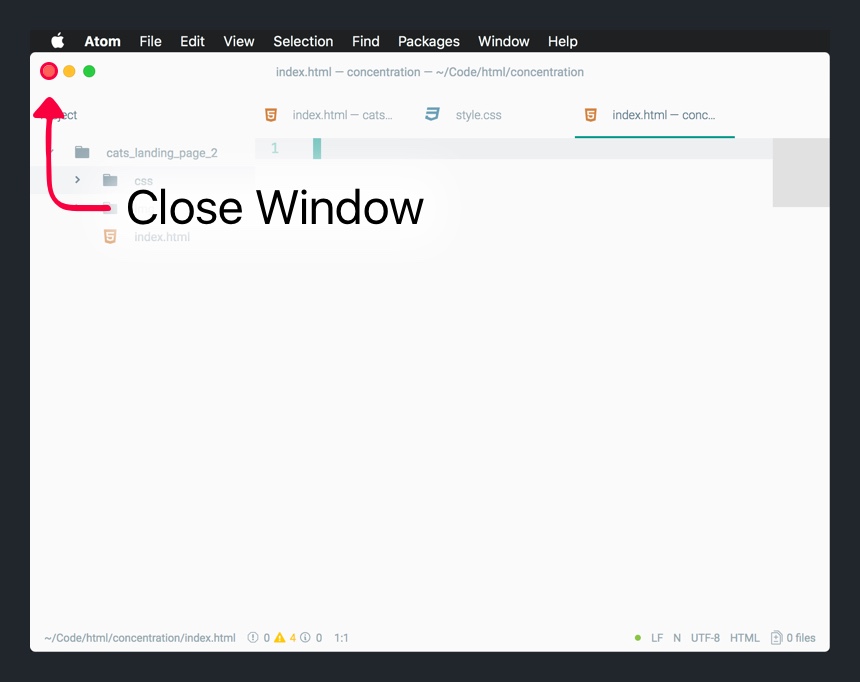 Atom File Edit View Selection Find Packages Window Help
index.html — concentration — ~/Code/html/concentration
index.html — cats... style.css index.html — conc...
cats_landing_page_2
1
css
Close Window
index.html
~/Code/html/concentration/index.html 0 4 0 1:1 LF N UTF-8 HTML 0 files